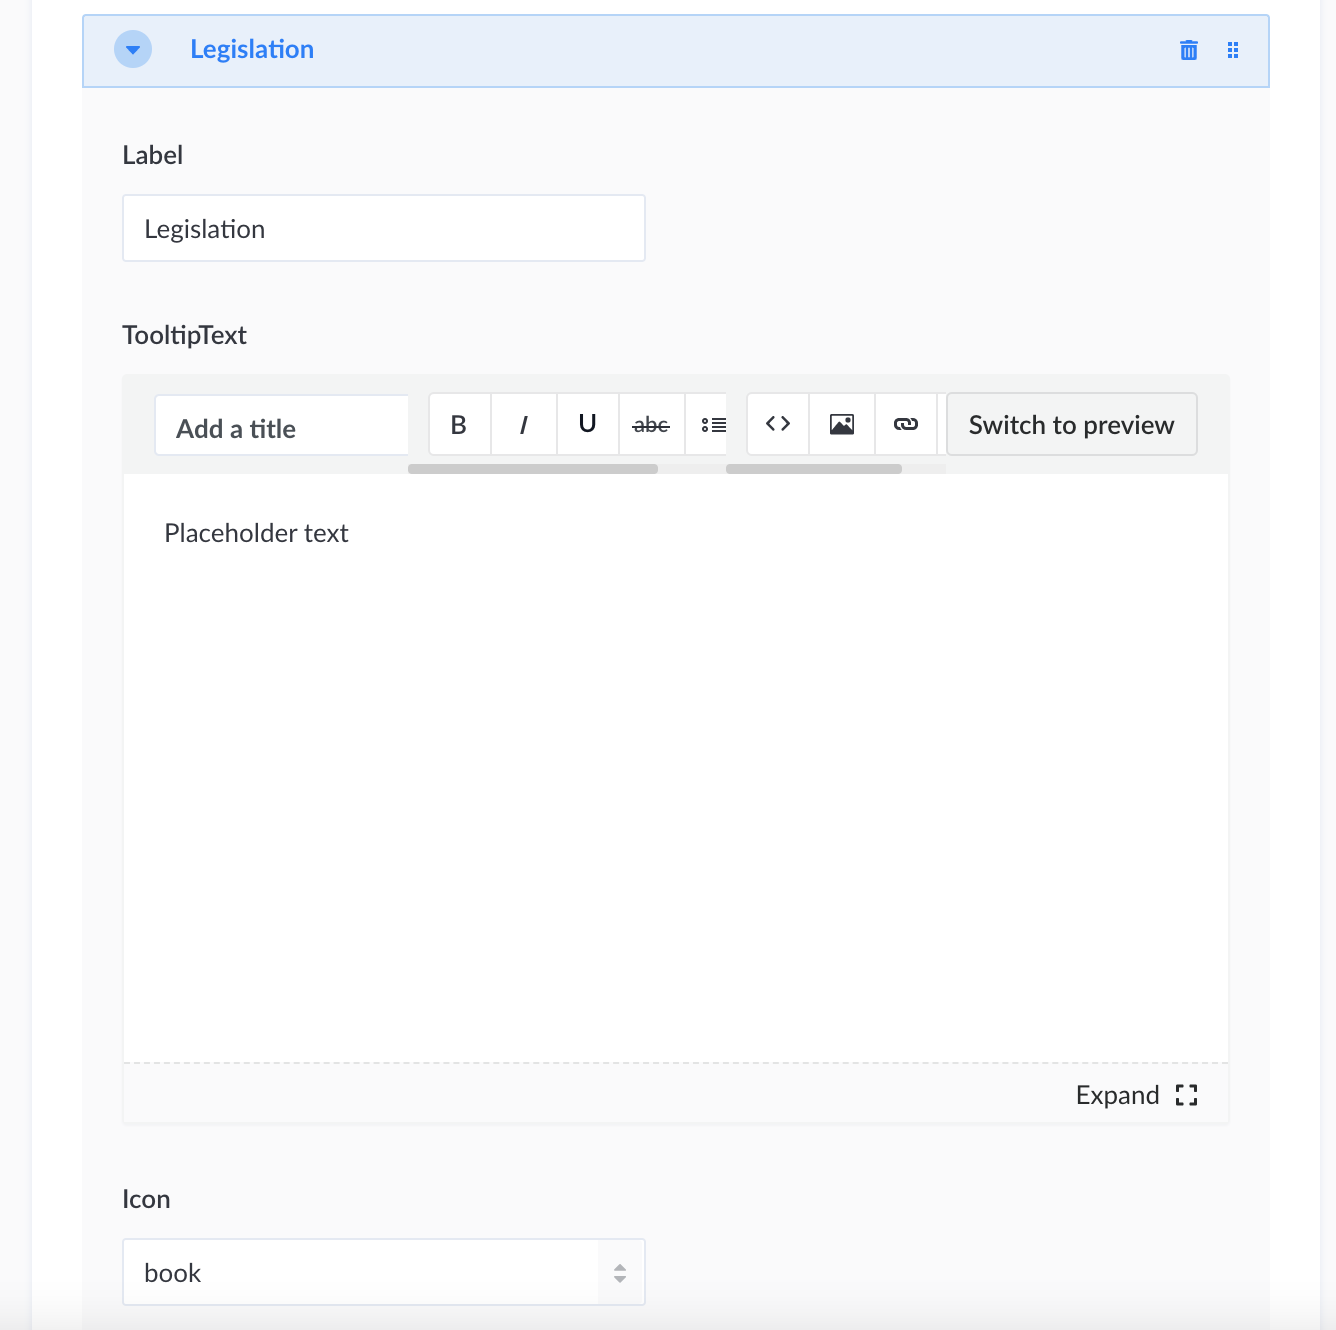 Legislation
Label
Legislation
TooltipText
Add a title B I U abc Switch to preview
Placeholder text
Expand
Icon
book